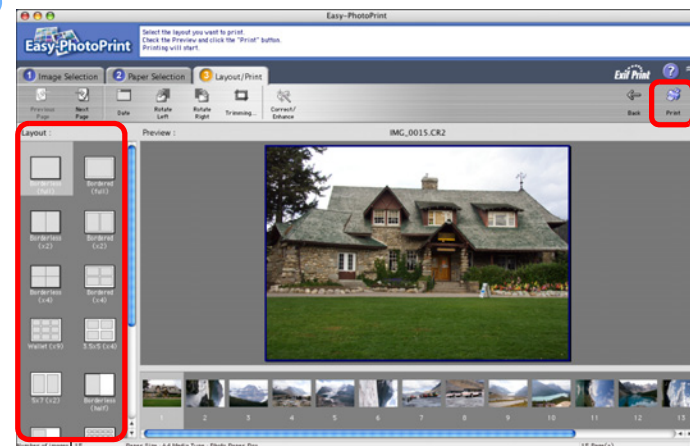 Easy-PhotoPrint
Easy-PhotoPrint
Select the layout you want to print.
Check the Preview and click the "Print" button.
Printing will start.
1 Image Selection
2 Paper Selection
3 Layout/Print
Exif Print
?
Previous Page
Next Page
Date
Rotate Left
Rotate Right
Trimming...
Correct/Enhance
Back
Print
Layout :
Preview :
IMG_0015.CR2
Borderless (full)
Bordered (full)
Borderless (x2)
Bordered (x2)
Borderless (x4)
Bordered (x4)
Wallet (x9)
3.5x5 (x4)
5x7 (x2)
Borderless (half)
1 2 3 4 5 6 7 8 9 10 11 12 13